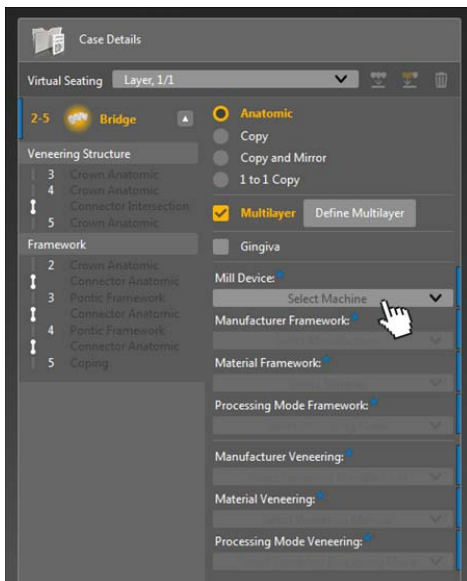 Case Details
Virtual Seating Layer, 1/1
2-5 Bridge
Veneering Structure
3 Crown Anatomic
4 Crown Anatomic
Connector Intersection
5 Crown Anatomic
Framework
2 Crown Anatomic
Connector Anatomic
3 Pontic Framework
Connector Anatomic
4 Pontic Framework
Connector Anatomic
5 Coping
Anatomic
Copy
Copy and Mirror
1 to 1 Copy
Multilayer Define Multilayer
Gingiva
Mill Device:*
Select Machine
Manufacturer Framework:*
Material Framework:*
Processing Mode Framework:*
Manufacturer Veneering:*
Material Veneering:*
Processing Mode Veneering:*